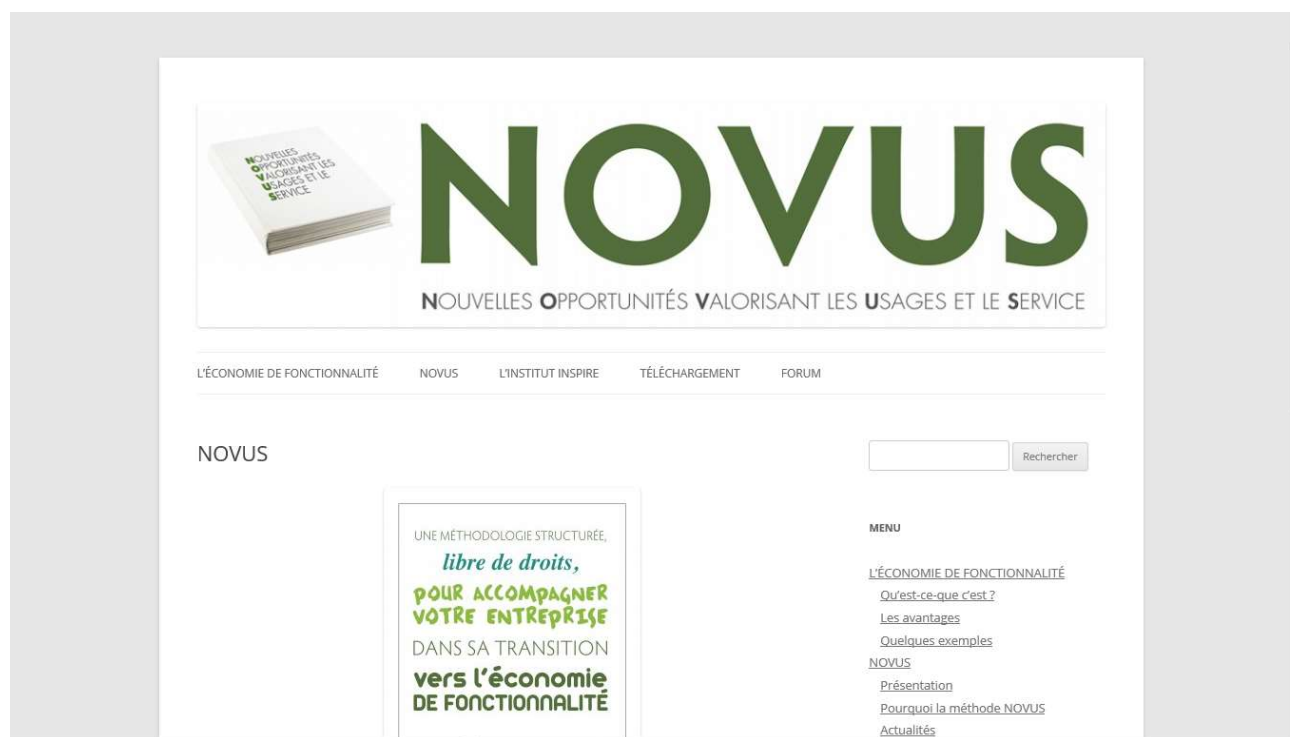 NOUVELLES
OPPORTUNITÉS
VALORISANT LES
USAGES ET LE
SERVICE
NOVUS
NOUVELLES OPPORTUNITÉS VALORISANT LES USAGES ET LE SERVICE
L'ÉCONOMIE DE FONCTIONNALITÉ NOVUS L'INSTITUT INSPIRE TÉLÉCHARGEMENT FORUM
NOVUS
Rechercher
UNE MÉTHODOLOGIE STRUCTURÉE,
libre de droits,
POUR ACCOMPAGNER
VOTRE ENTREPRISE
DANS SA TRANSITION
vers l'économie
DE FONCTIONNALITÉ
MENU
L'ÉCONOMIE DE FONCTIONNALITÉ
Qu'est-ce-que c'est ?
Les avantages
Quelques exemples
NOVUS
Présentation
Pourquoi la méthode NOVUS
Actualités